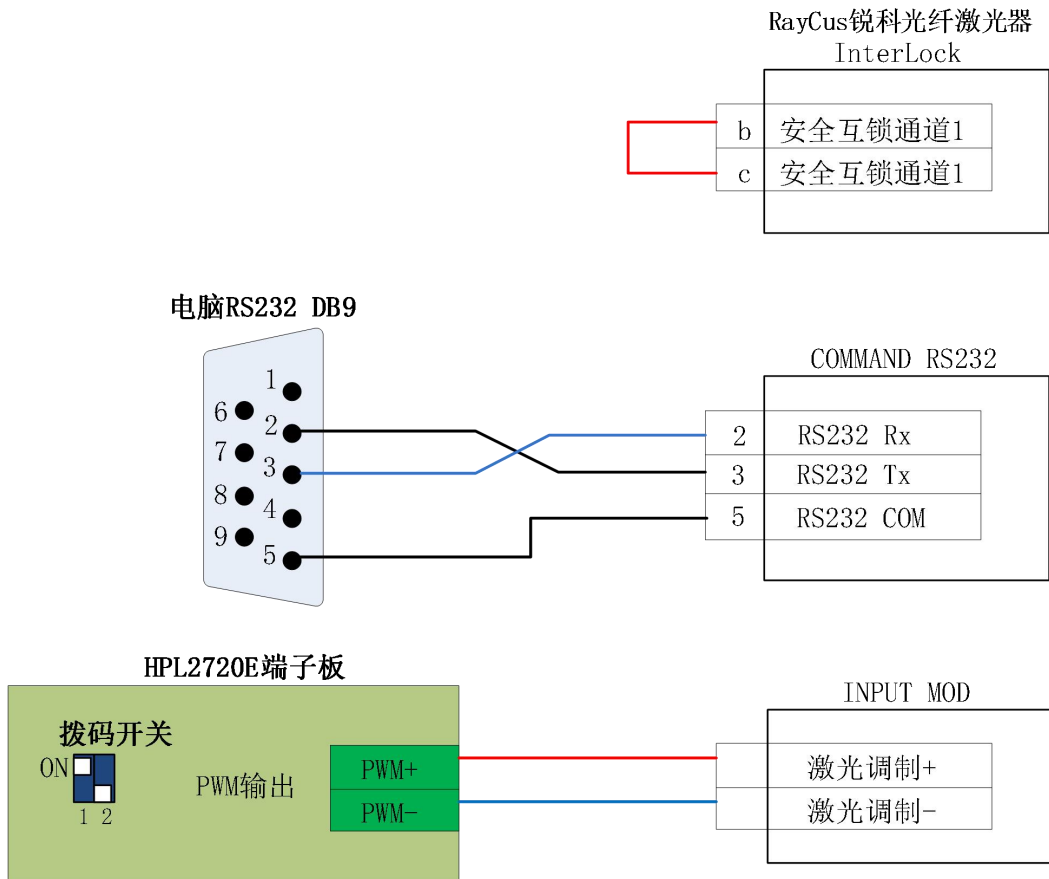 RayCus锐科光纤激光器
InterLock
b 安全互锁通道1
c 安全互锁通道1
电脑RS232 DB9
1
6
2
7
3
8
4
9
5
COMMAND RS232
2 RS232 Rx
3 RS232 Tx
5 RS232 COM
HPL2720E端子板
拨码开关
ON
1 2
PWM输出
PWM+
PWM-
INPUT MOD
激光调制+
激光调制-